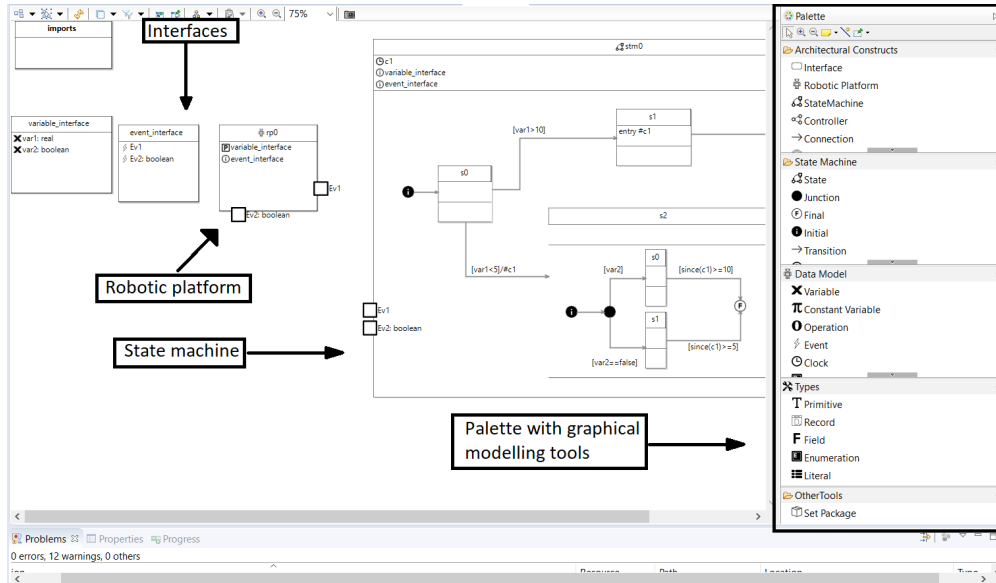 75%
imports
Interfaces
variable_interface
var1: real
var2: boolean
event_interface
Ev1
Ev2: boolean
rp0
variable_interface
event_interface
Ev1
Ev2: boolean
Robotic platform
State machine
stm0
c1
variable_interface
event_interface
s0
[var1>10]
s1
entry #c1
[var1<5]/#c1
s2
[var2]
s0
[since(c1)>=10]
s1
[var2==false]
[since(c1)>=5]
F
Ev1
Ev2: boolean
Palette with graphical
modelling tools
Palette
Architectural Constructs
Interface
Robotic Platform
StateMachine
Controller
Connection
State Machine
State
Junction
Final
Initial
Transition
Data Model
Variable
Constant Variable
Operation
Event
Clock
Types
Primitive
Record
Field
Enumeration
Literal
OtherTools
Set Package
Problems
Properties
Progress
0 errors, 12 warnings, 0 others
Resource
Path
Location
Type